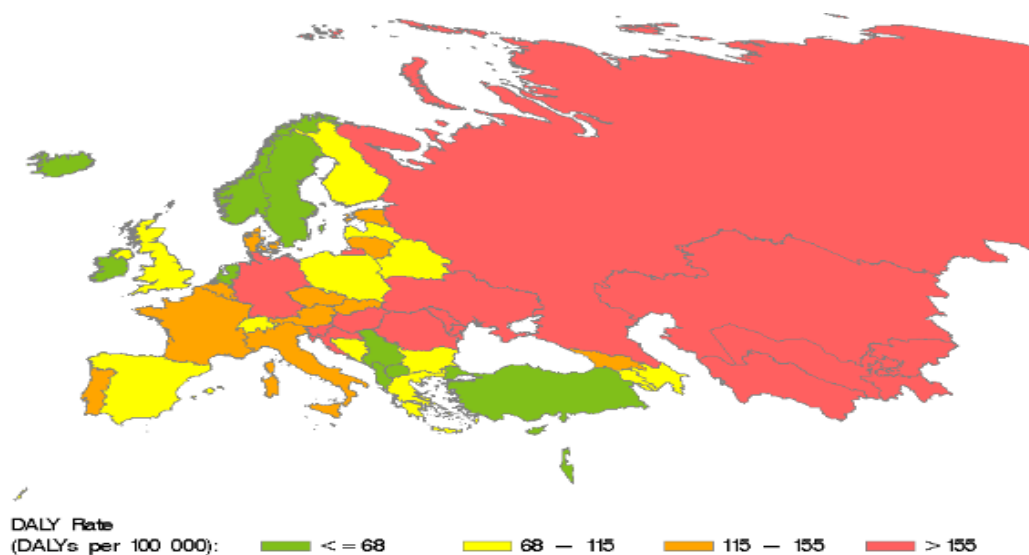 DALY Rate
(DALYs per 100 000): < = 68 68 – 115 115 – 155 > 155